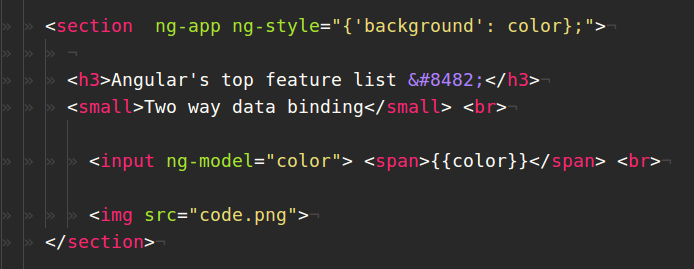 <section  ng-app ng-style="{'background': color};">
<h3>Angular's top feature list &#8482;</h3>
<small>Two way data binding</small> <br>
<input ng-model="color"> <span>{{color}}</span> <br>
<img src="code.png">
</section>